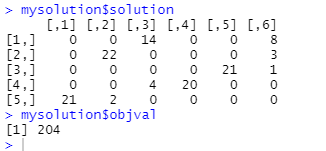 > mysolution$solution
     [,1] [,2] [,3] [,4] [,5] [,6]
[1,]    0    0   14    0    0    8
[2,]    0   22    0    0    0    3
[3,]    0    0    0    0   21    1
[4,]    0    0    4   20    0    0
[5,]   21    2    0    0    0    0
> mysolution$objval
[1] 204
>